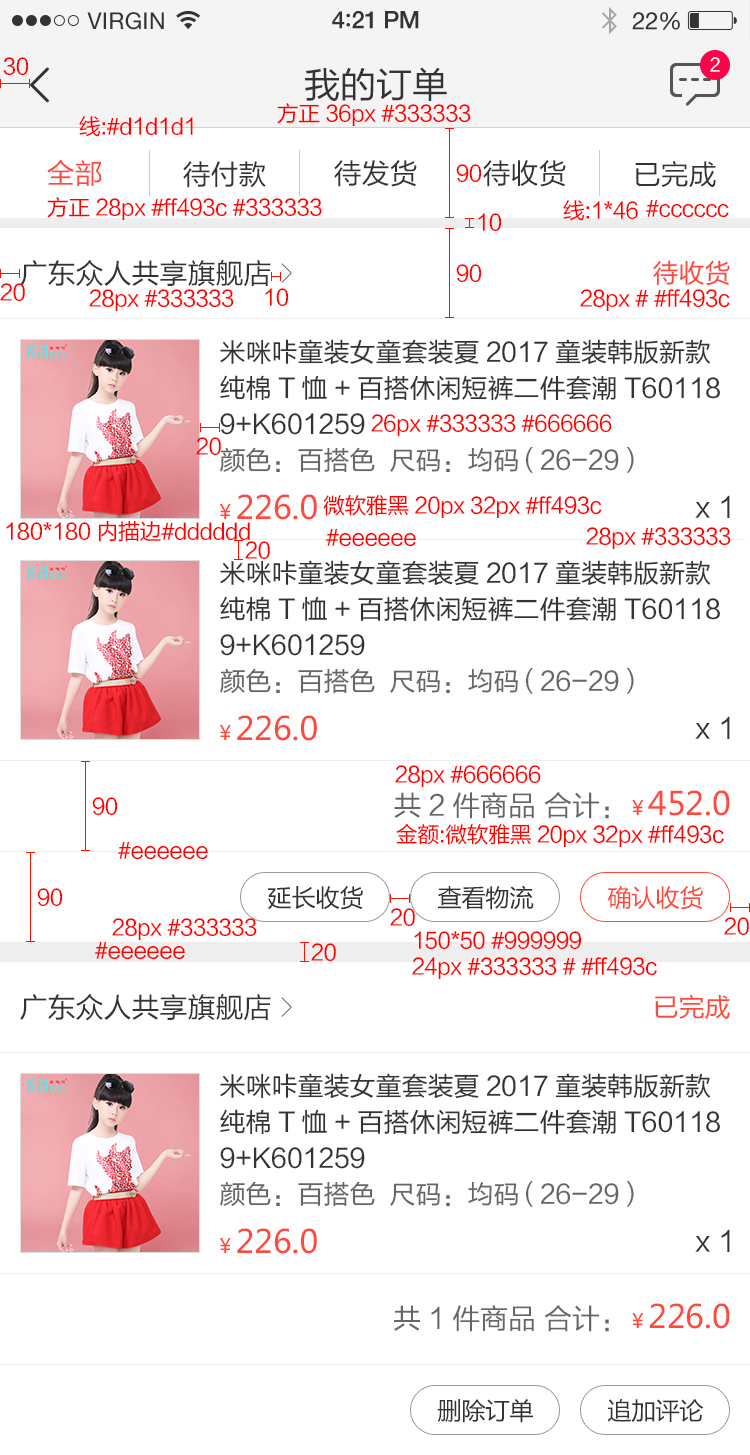 VIRGIN 4:21 PM 22%
30 我的订单 2
线:#d1d1d1 方正 36px #333333
全部 待付款 待发货 90 待收货 已完成
方正 28px #ff493c #333333 线:1*46 #cccccc
10
广东众人共享旗舰店 90 待收货
20 28px #333333 10 28px # #ff493c
米咪咔童装女童套装夏 2017 童装韩版新款
纯棉 T 恤 + 百搭休闲短裤二件套潮 T60118
9+K601259 26px #333333 #666666
20 颜色：百搭色 尺码：均码 ( 26-29 )
¥ 226.0 微软雅黑 20px 32px #ff493c x 1
180*180 内描边#dddddd #eeeeee 28px #333333
20
米咪咔童装女童套装夏 2017 童装韩版新款
纯棉 T 恤 + 百搭休闲短裤二件套潮 T60118
9+K601259
颜色：百搭色 尺码：均码 ( 26-29 )
¥ 226.0 x 1
28px #666666
90 共 2 件商品 合计：¥ 452.0
金额:微软雅黑 20px 32px #ff493c
#eeeeee
90 延长收货 查看物流 确认收货
20 20
28px #333333
#eeeeee 20 150*50 #999999
24px #333333 # #ff493c
广东众人共享旗舰店 已完成
米咪咔童装女童套装夏 2017 童装韩版新款
纯棉 T 恤 + 百搭休闲短裤二件套潮 T60118
9+K601259
颜色：百搭色 尺码：均码 ( 26-29 )
¥ 226.0 x 1
共 1 件商品 合计：¥ 226.0
删除订单 追加评论